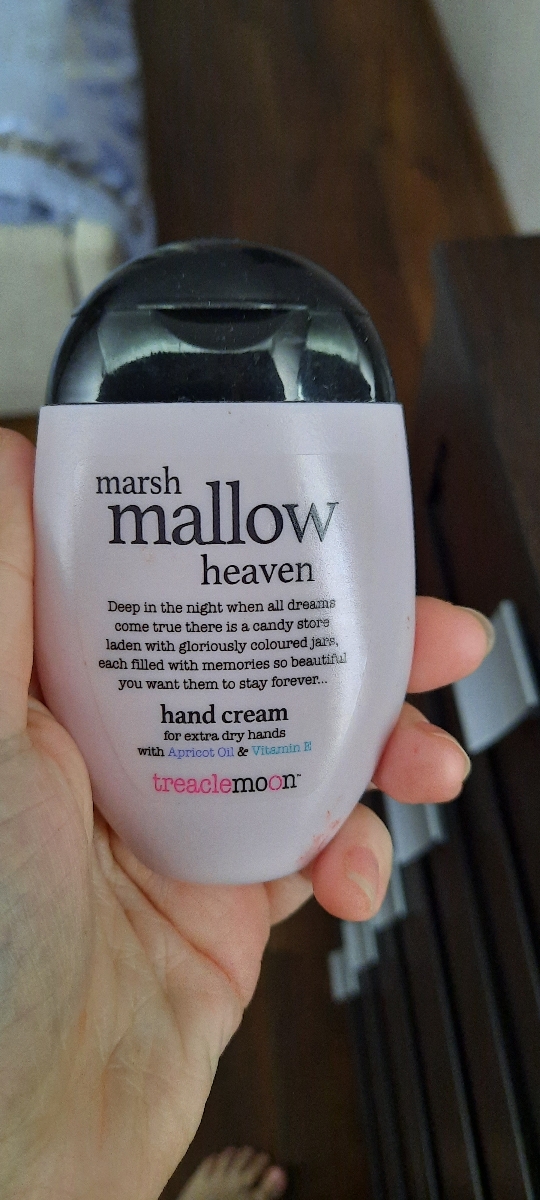 marsh
mallow
heaven
Deep in the night when all dreams
come true there is a candy store
laden with gloriously coloured jars,
each filled with memories so beautiful
you want them to stay forever...
hand cream
for extra dry hands
with Apricot Oil & Vitamin E
treaclemoon™